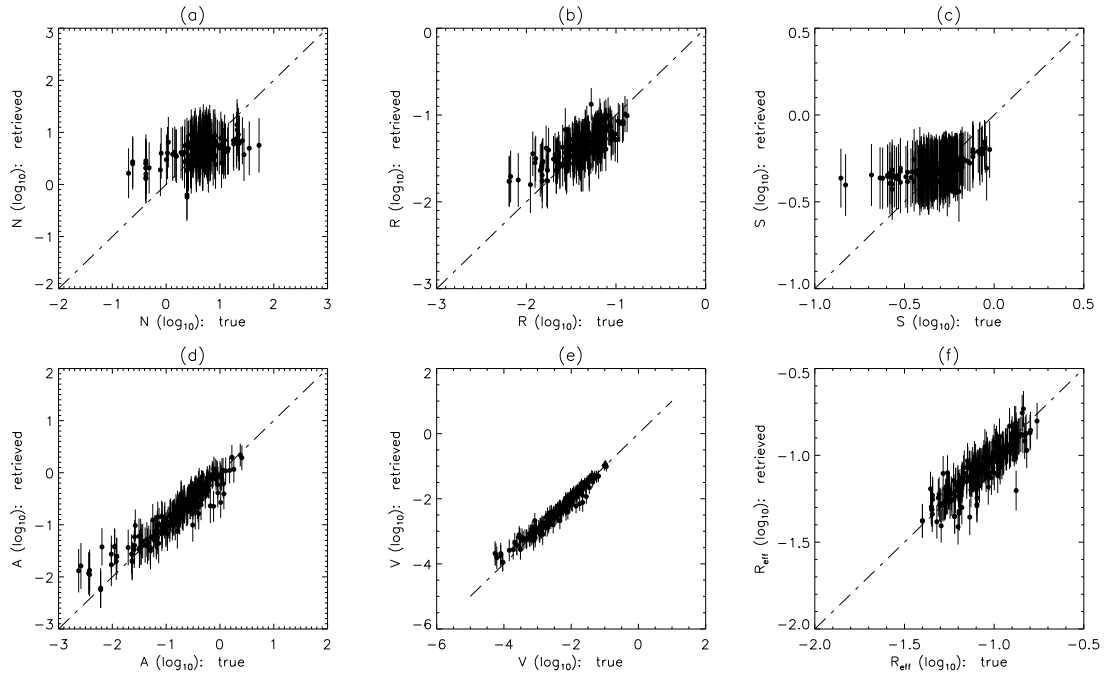 (a)
3
2
1
0
−1
−2
−2 −1 0 1 2 3
N (log₁₀): retrieved
N (log₁₀): true
(b)
0
−1
−2
−3
−3 −2 −1 0
R (log₁₀): retrieved
R (log₁₀): true
(c)
0.5
0.0
−0.5
−1.0
−1.0 −0.5 0.0 0.5
S (log₁₀): retrieved
S (log₁₀): true
(d)
2
1
0
−1
−2
−3
−3 −2 −1 0 1 2
A (log₁₀): retrieved
A (log₁₀): true
(e)
2
0
−2
−4
−6
−6 −4 −2 0 2
V (log₁₀): retrieved
V (log₁₀): true
(f)
−0.5
−1.0
−1.5
−2.0
−2.0 −1.5 −1.0 −0.5
R_eff (log₁₀): retrieved
R_eff (log₁₀): true